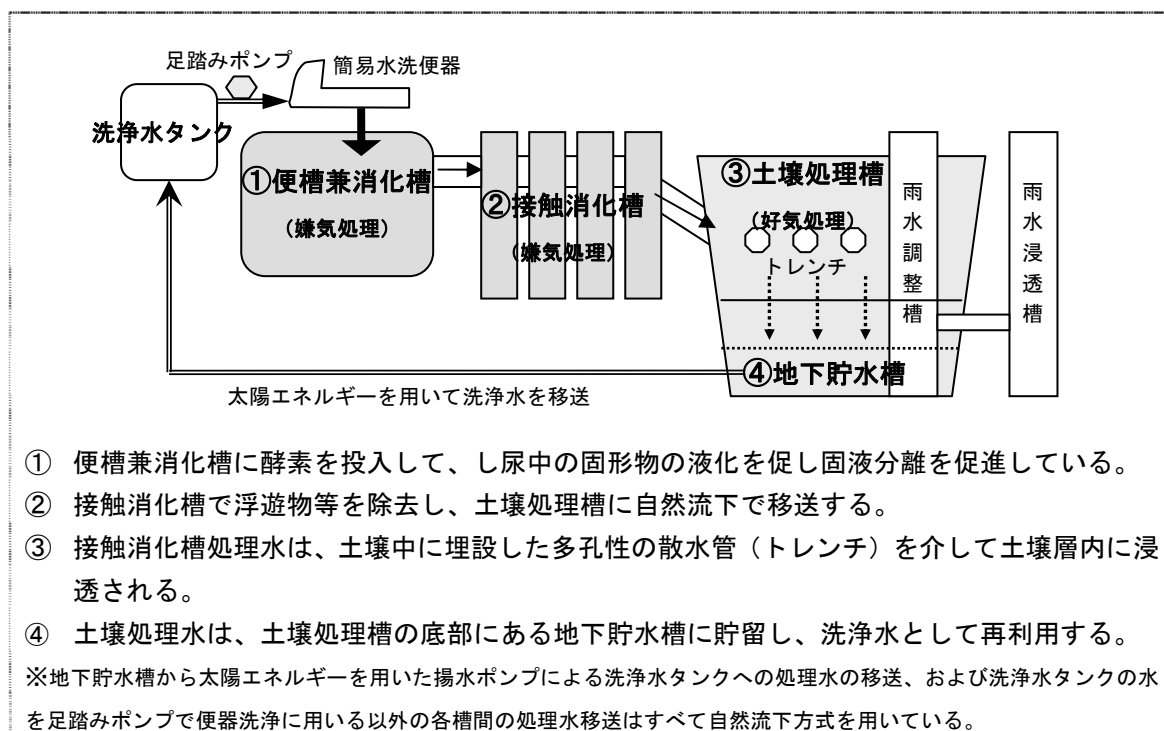 足踏みポンプ
簡易水洗便器
洗浄水タンク
①便槽兼消化槽
(嫌気処理)
②接触消化槽
(嫌気処理)
③土壌処理槽
(好気処理)
トレンチ
雨水調整槽
雨水浸透槽
④地下貯水槽
太陽エネルギーを用いて洗浄水を移送
① 便槽兼消化槽に酵素を投入して、し尿中の固形物の液化を促し固液分離を促進している。
② 接触消化槽で浮遊物等を除去し、土壌処理槽に自然流下で移送する。
③ 接触消化槽処理水は、土壌中に埋設した多孔性の散水管（トレンチ）を介して土壌層内に浸
透される。
④ 土壌処理水は、土壌処理槽の底部にある地下貯水槽に貯留し、洗浄水として再利用する。
※地下貯水槽から太陽エネルギーを用いた揚水ポンプによる洗浄水タンクへの処理水の移送、および洗浄水タンクの水
を足踏みポンプで便器洗浄に用いる以外の各槽間の処理水移送はすべて自然流下方式を用いている。